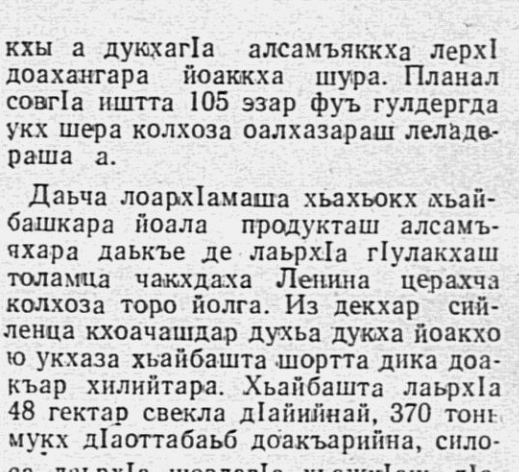 кхы а дукхагӀа алсамъяккха лерхӀ
доахангара йоаккха шура. Планал
совгӀа иштта 105 эзар фуъ гулдергда
укх шера колхоза оалхазараш леладе-
раша а.
Даьча лоархӀамаша хьахьокх хьай-
башкара йоала продукташ алсамъ-
яхара даькъе де лаьрхӀа гӀулакхаш
толамца чакхдаха Ленина церахча
колхоза торо йолга. Из декхар сий-
ленца кхоачашдар духьа дукха йоакхо
ю укхаза хьайбашта шортта дика доа-
къар хилийтара. Хьайбашта лаьрхӀа
48 гектар свекла дӀайийнай, 370 тонн
мукх дӀаоттабаьб доакъарийна, сило-